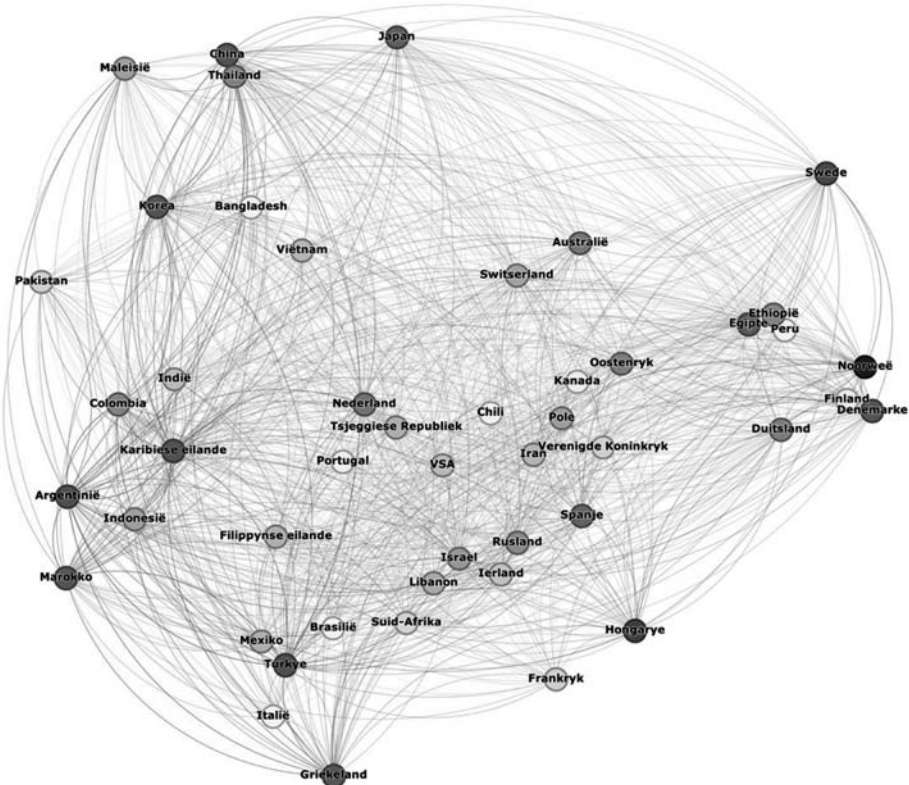 Japan
China
Maleisië
Thailand
Swede
Korea
Bangladesh
Australië
Viëtnam
Switserland
Pakistan
Ethiopië
Egipte
Peru
Oostenryk
Noorweë
Indië
Kanada
Finland
Colombia
Nederland
Denemarke
Chili
Pole
Tsjeggiese Republiek
Duitsland
Karibiese eilande
Verenigde Koninkryk
Iran
Portugal
VSA
Argentinië
Spanje
Indonesië
Filippynse eilande
Rusland
Israel
Ierland
Marokko
Libanon
Suid-Afrika
Brasilië
Hongarye
Mexiko
Turkye
Frankryk
Italië
Griekeland